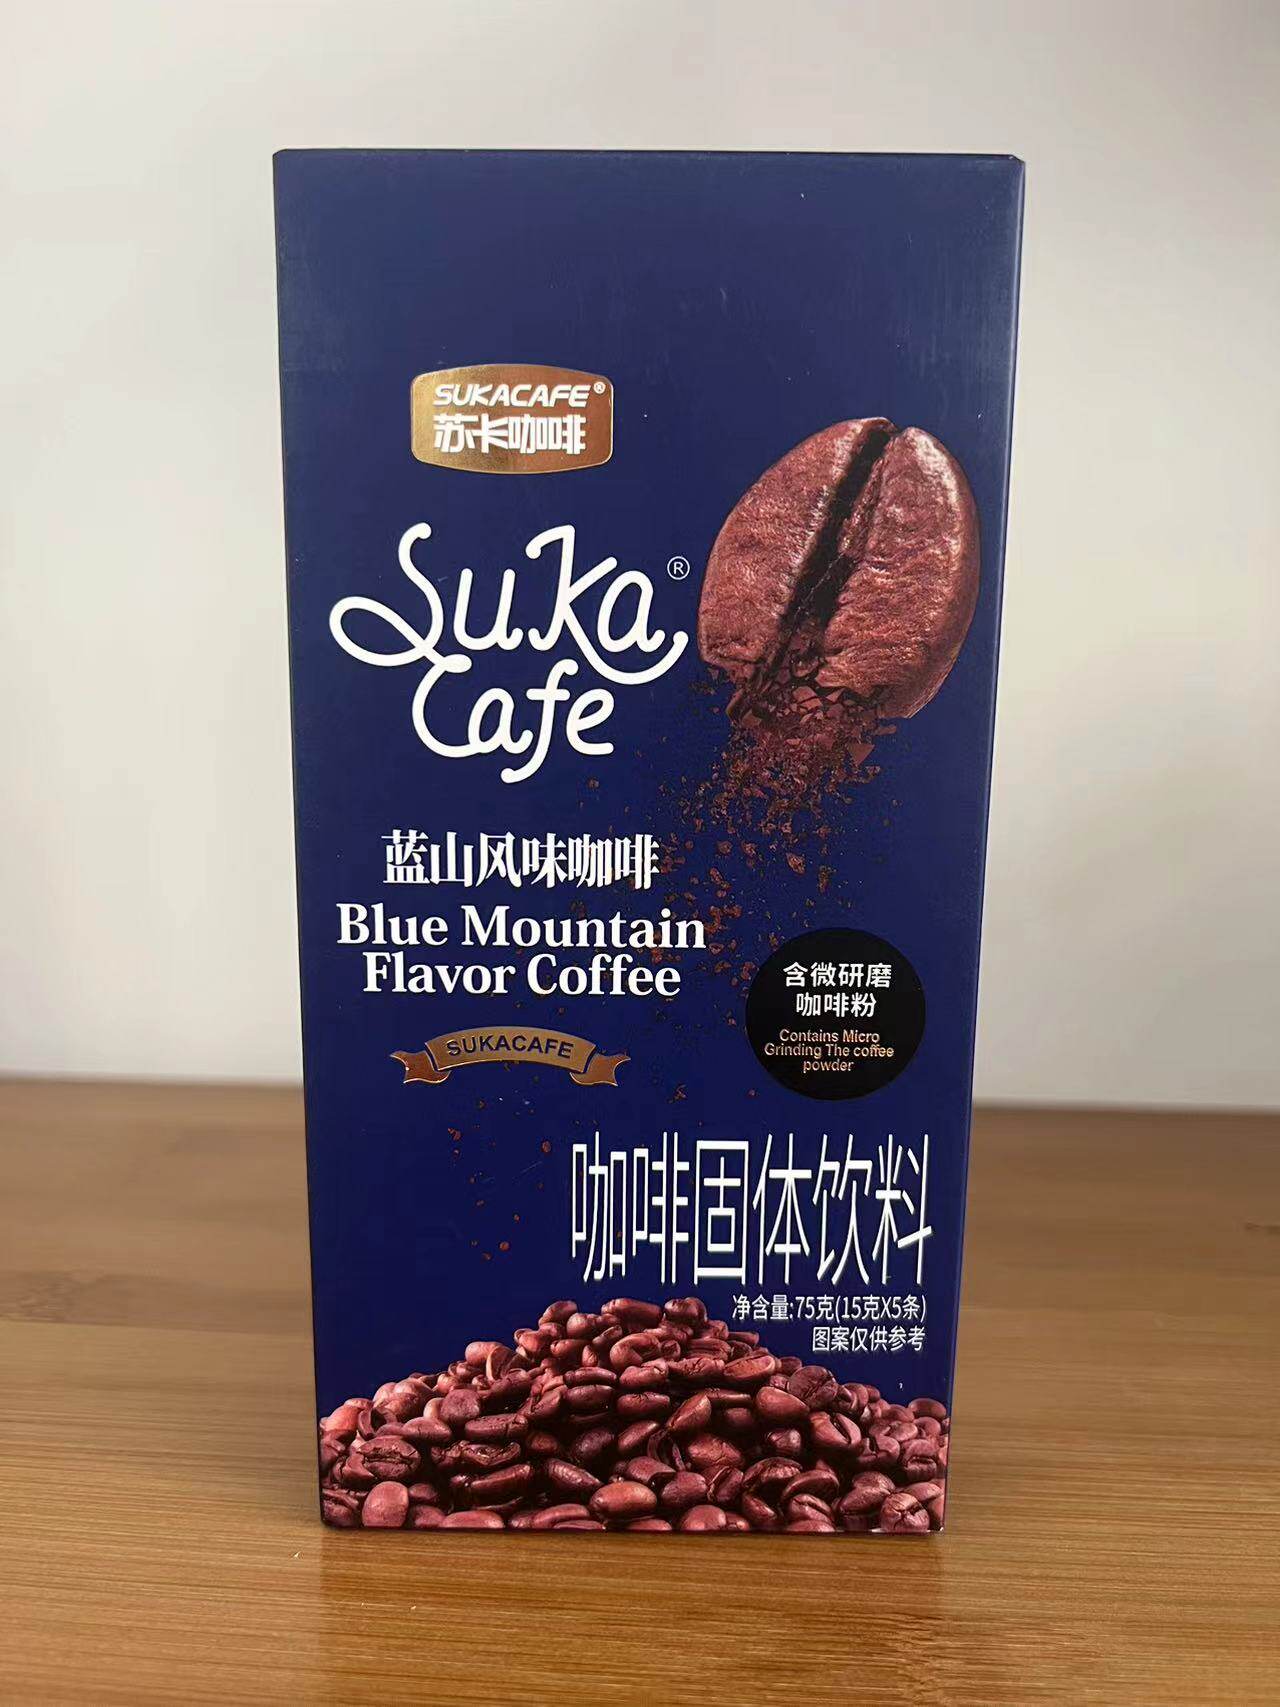 SUKACAFE®
苏卡咖啡
Suka®
Cafe
蓝山风味咖啡
Blue Mountain
Flavor Coffee
SUKACAFE
含微研磨
咖啡粉
Contains Micro
Grinding The coffee
powder
咖啡固体饮料
净含量:75克(15克X5条)
图案仅供参考